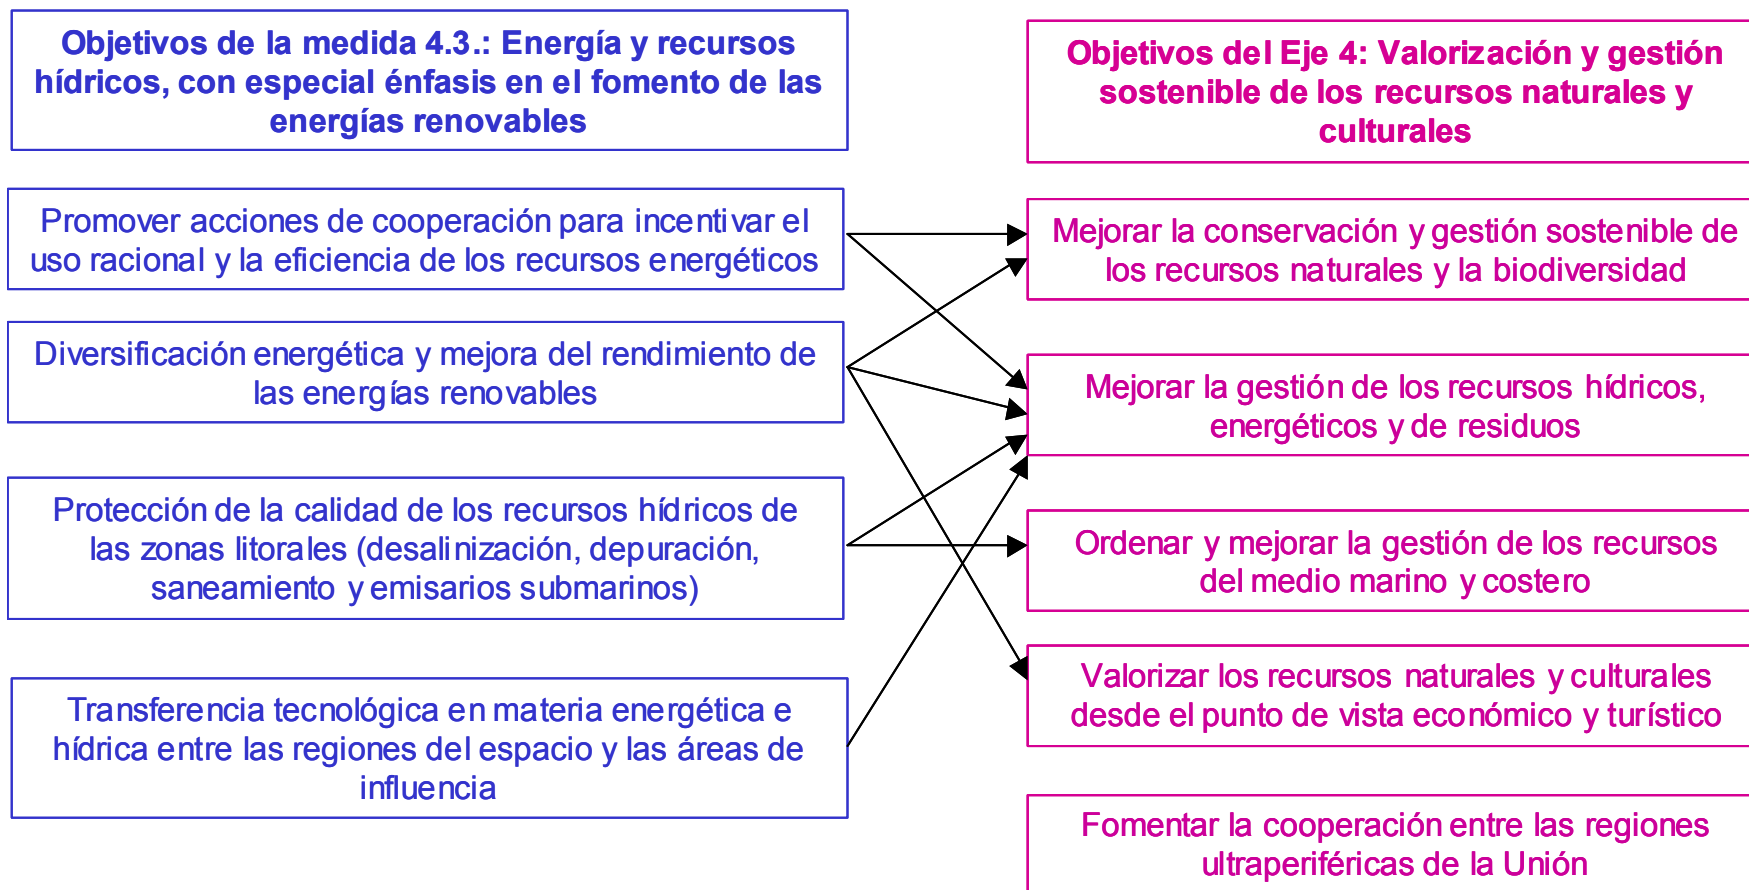 Objetivos de la medida 4.3.: Energía y recursos
hídricos, con especial énfasis en el fomento de las
energías renovables
Promover acciones de cooperación para incentivar el
uso racional y la eficiencia de los recursos energéticos
Diversificación energética y mejora del rendimiento de
las energías renovables
Protección de la calidad de los recursos hídricos de
las zonas litorales (desalinización, depuración,
saneamiento y emisarios submarinos)
Transferencia tecnológica en materia energética e
hídrica entre las regiones del espacio y las áreas de
influencia
Objetivos del Eje 4: Valorización y gestión
sostenible de los recursos naturales y
culturales
Mejorar la conservación y gestión sostenible de
los recursos naturales y la biodiversidad
Mejorar la gestión de los recursos hídricos,
energéticos y de residuos
Ordenar y mejorar la gestión de los recursos
del medio marino y costero
Valorizar los recursos naturales y culturales
desde el punto de vista económico y turístico
Fomentar la cooperación entre las regiones
ultraperiféricas de la Unión